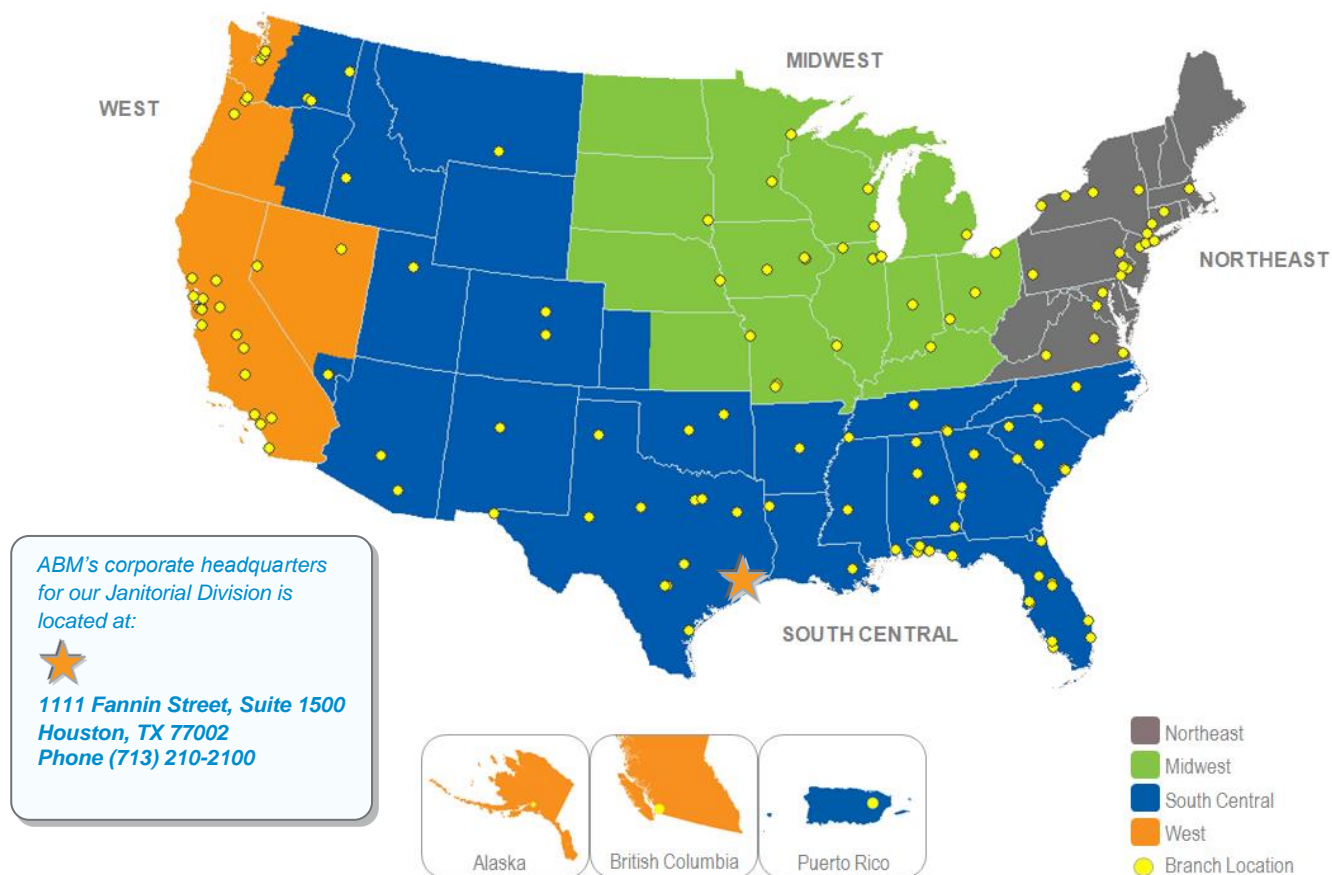 MIDWEST
WEST
NORTHEAST
ABM's corporate headquarters
for our Janitorial Division is
located at:
1111 Fannin Street, Suite 1500
Houston, TX 77002
Phone (713) 210-2100
SOUTH CENTRAL
Alaska
British Columbia
Puerto Rico
Northeast
Midwest
South Central
West
Branch Location